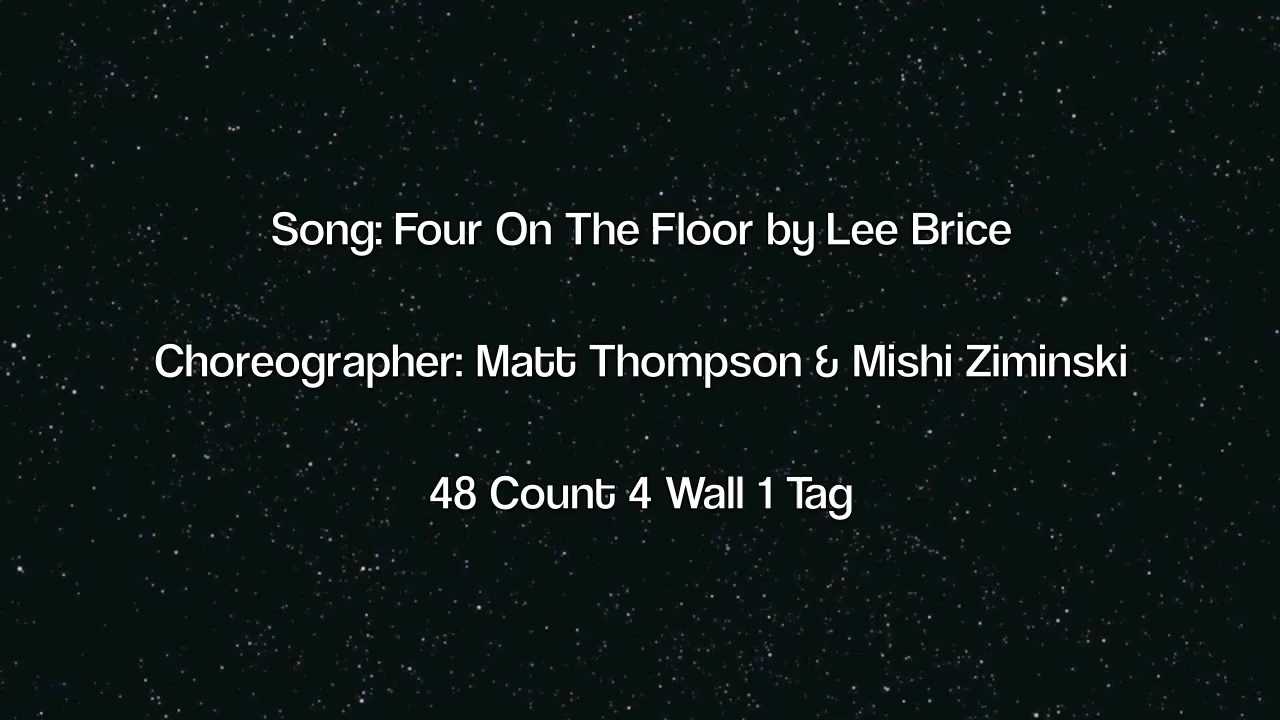 Song: Four On The Floor by Lee Brice
Choreographer: Matt Thompson & Mishi Ziminski
48 Count 4 Wall 1 Tag